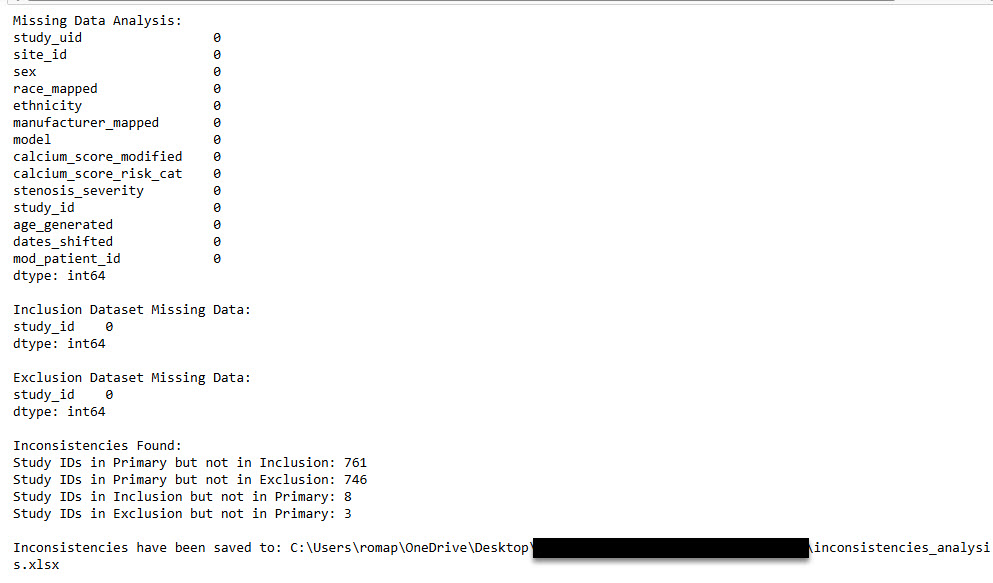 Missing Data Analysis:
study_uid 0
site_id 0
sex 0
race_mapped 0
ethnicity 0
manufacturer_mapped 0
model 0
calcium_score_modified 0
calcium_score_risk_cat 0
stenosis_severity 0
study_id 0
age_generated 0
dates_shifted 0
mod_patient_id 0
dtype: int64
Inclusion Dataset Missing Data:
study_id 0
dtype: int64
Exclusion Dataset Missing Data:
study_id 0
dtype: int64
Inconsistencies Found:
Study IDs in Primary but not in Inclusion: 761
Study IDs in Primary but not in Exclusion: 746
Study IDs in Inclusion but not in Primary: 8
Study IDs in Exclusion but not in Primary: 3
Inconsistencies have been saved to: C:\Users\romap\OneDrive\Desktop\ \inconsistencies_analysi
s.xlsx